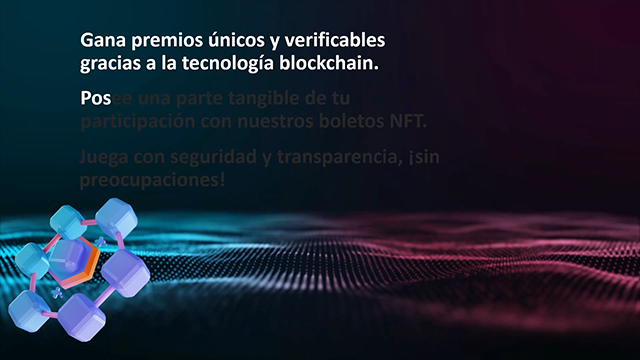 Gana premios únicos y verificables
gracias a la tecnología blockchain.
Posee una parte tangible de tu
participación con nuestros boletos NFT.
Juega con seguridad y transparencia, ¡sin
preocupaciones!